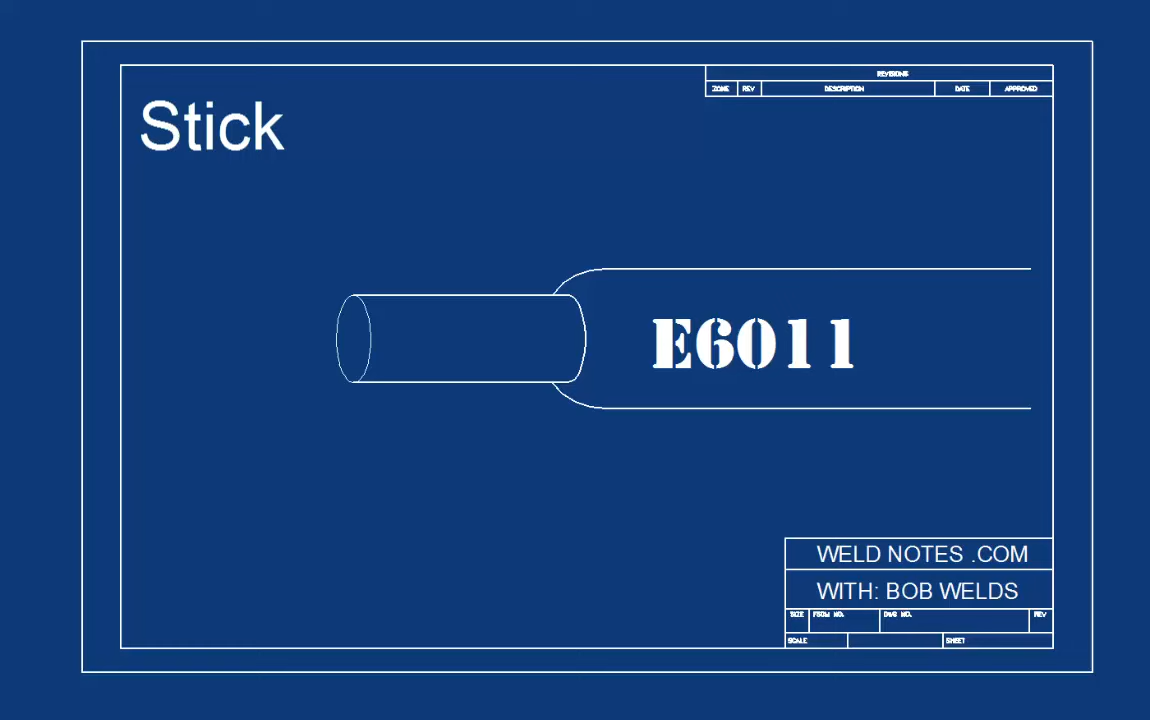 REVISIONS
ZONE REV DESCRIPTION DATE APPROVED
Stick
E6011
WELD NOTES .COM
WITH: BOB WELDS
SIZE FSCM NO. DWG NO. REV
SCALE SHEET